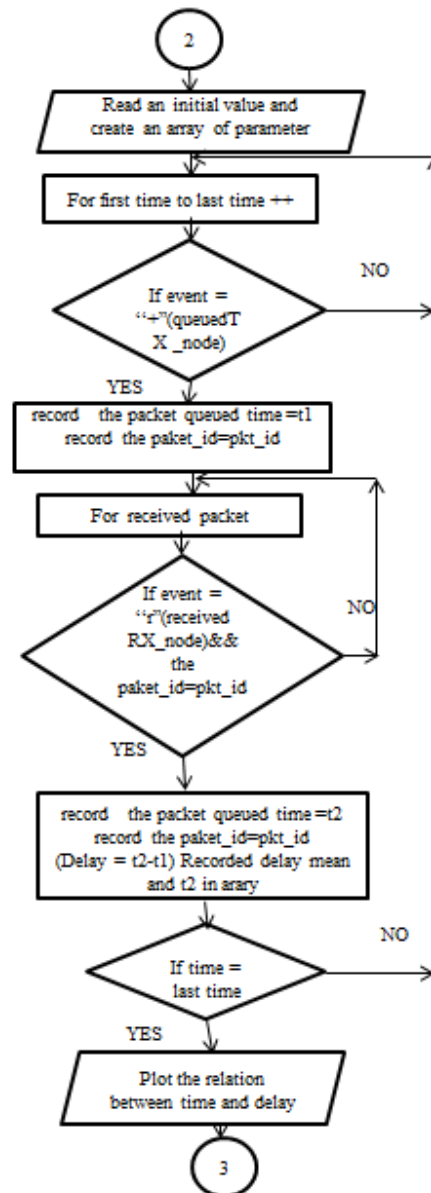 2
Read an initial value and
create an array of parameter
For first time to last time ++
NO
If event =
“+”(queuedT
X _node)
YES
record the packet queued time =t1
record the paket_id=pkt_id
For received packet
If event =
“r”(received
RX_node)&&
the
paket_id=pkt_id
NO
YES
record the packet queued time =t2
record the paket_id=pkt_id
(Delay = t2-t1) Recorded delay mean
and t2 in arary
NO
If time =
last time
YES
Plot the relation
between time and delay
3